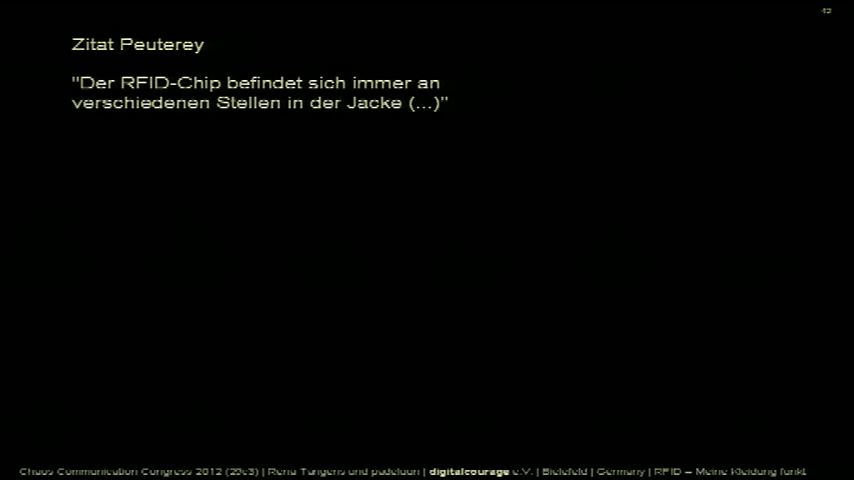 42
Zitat Peuterey
"Der RFID-Chip befindet sich immer an
verschiedenen Stellen in der Jacke (...)"
Chaos Communication Congress 2012 (29c3) | Rena Tangens und padeluun | digitalcourage e.V. | Bielefeld | Germany | RFID – Meine Kleidung funkt